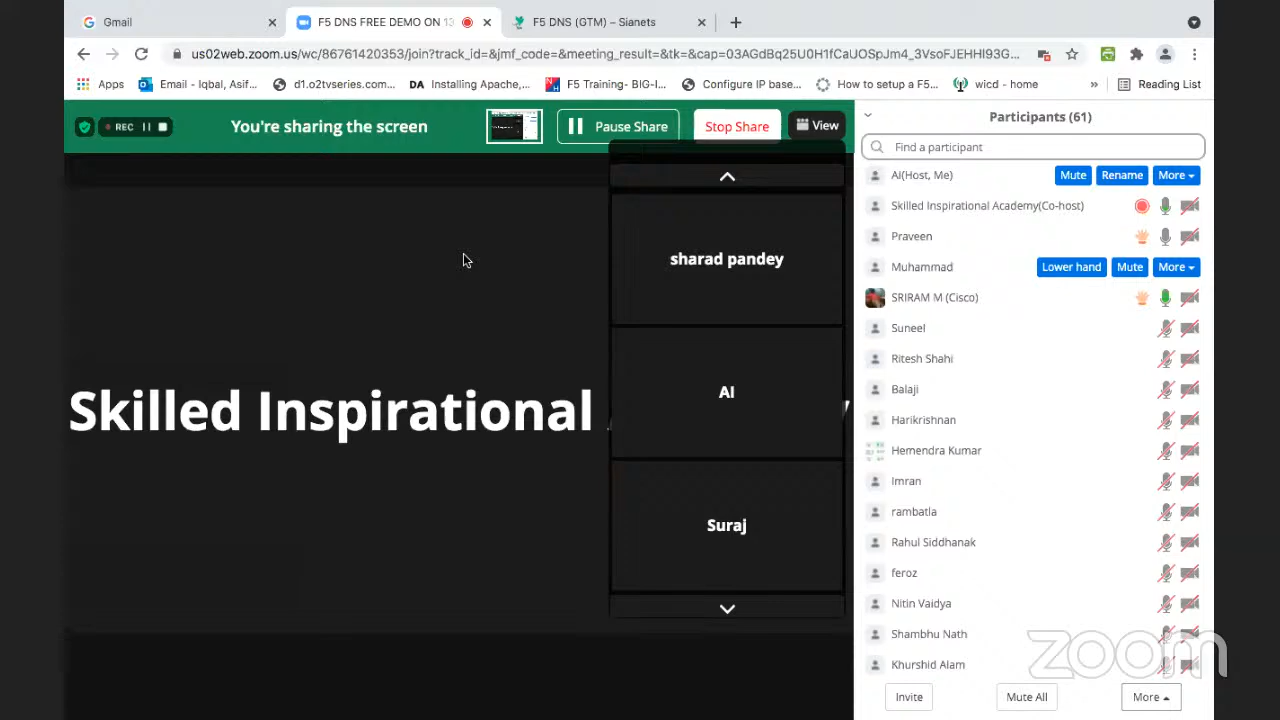 Gmail
F5 DNS FREE DEMO ON 13
F5 DNS (GTM) – Sianets
us02web.zoom.us/wc/86761420353/join?track_id=&jmf_code=&meeting_result=&tk=&cap=03AGdBq25U0H1fCaUOSpJm4_3VsoFJEHHI93G...
Apps
Email - Iqbal, Asif...
d1.o2tvseries.com...
DA Installing Apache,...
F5 Training- BIG-I...
Configure IP base...
How to setup a F5...
wicd - home
»
Reading List
REC
You're sharing the screen
Pause Share
Stop Share
View
Participants (61)
Find a participant
AI(Host, Me) Mute Rename More
Skilled Inspirational Academy(Co-host)
Praveen
Muhammad Lower hand Mute More
SRIRAM M (Cisco)
Suneel
Ritesh Shahi
Balaji
Harikrishnan
Hemendra Kumar
Imran
rambatla
Rahul Siddhanak
feroz
Nitin Vaidya
Shambhu Nath
Khurshid Alam
Invite
Mute All
More
sharad pandey
AI
Suraj
Skilled Inspirational
zoom